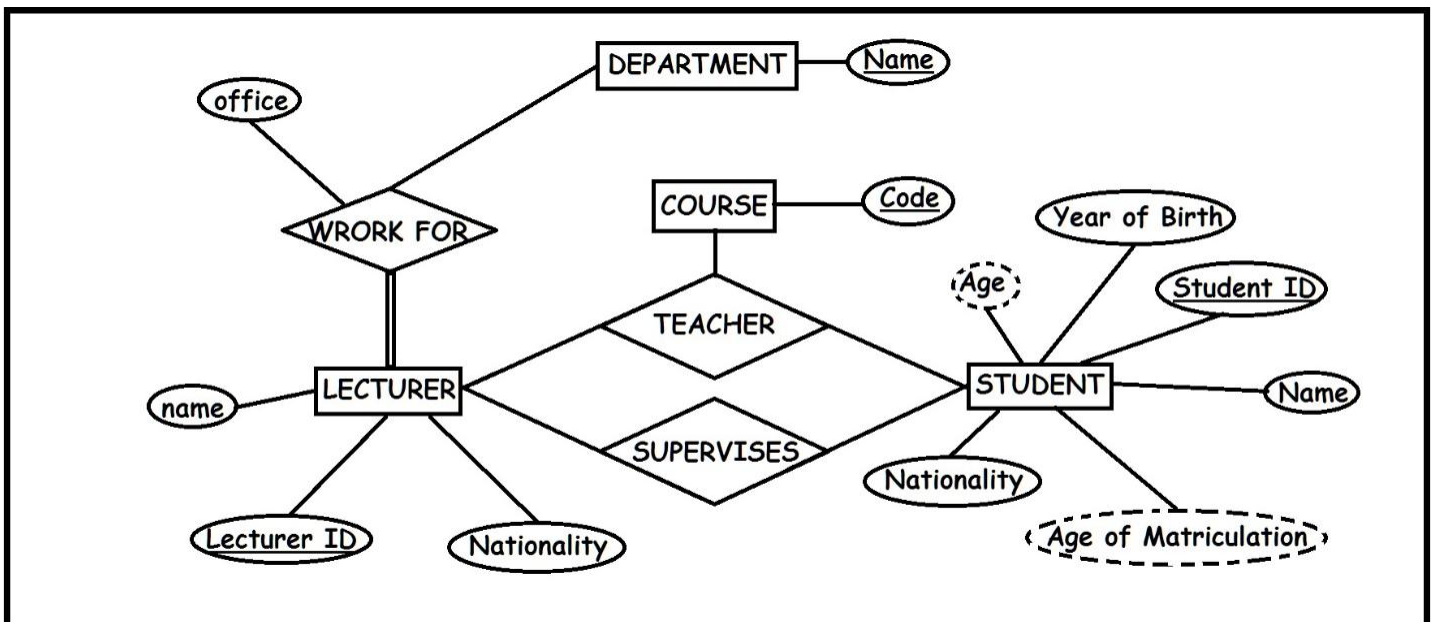 DEPARTMENT
Name
office
COURSE
Code
WRORK FOR
Year of Birth
Age
Student ID
TEACHER
LECTURER
STUDENT
name
Name
SUPERVISES
Nationality
Lecturer ID
Nationality
Age of Matriculation